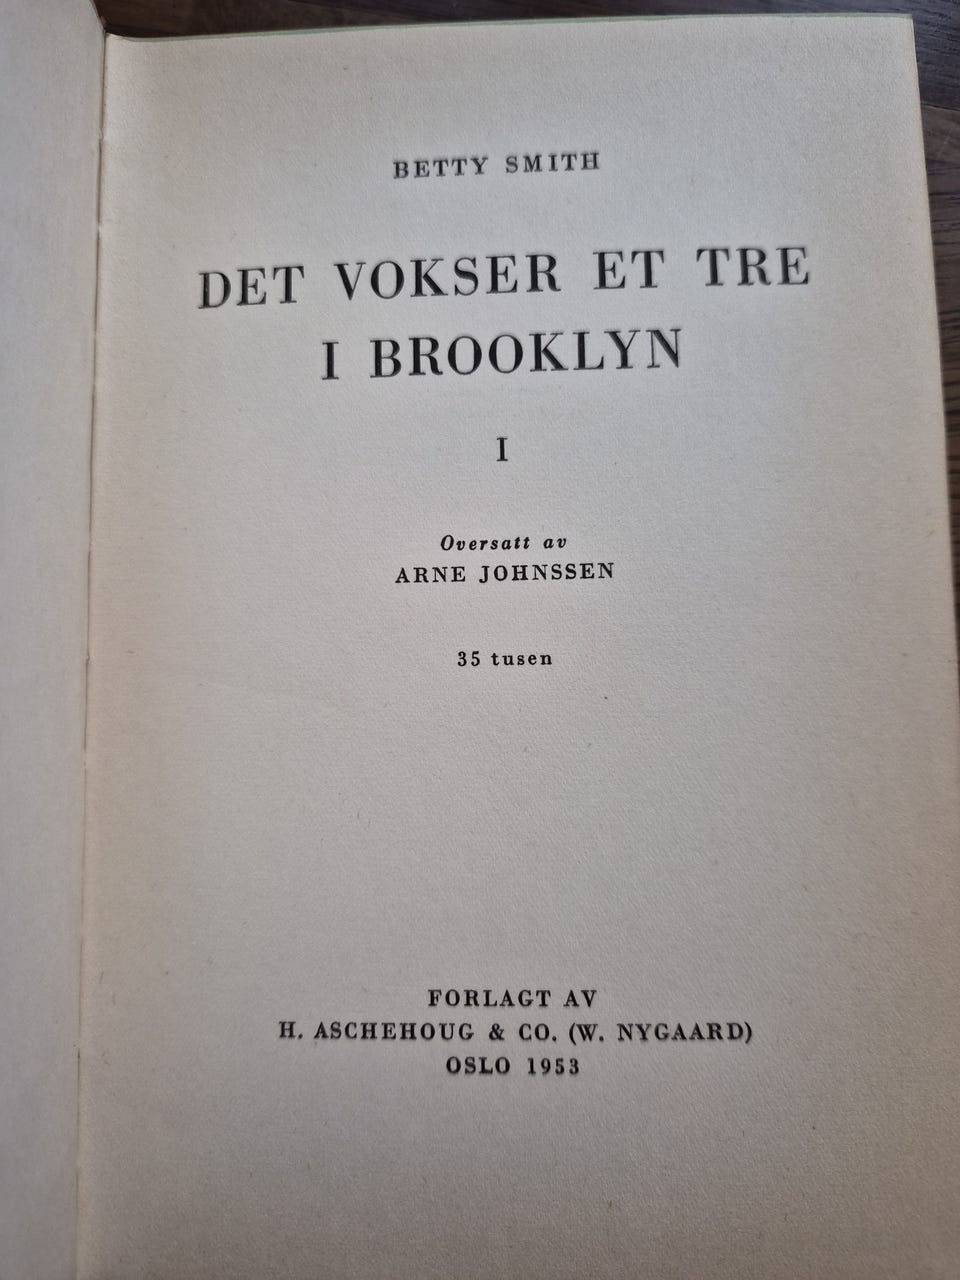 BETTY SMITH
DET VOKSER ET TRE
I BROOKLYN
I
Oversatt av
ARNE JOHNSSEN
35 tusen
FORLAGT AV
H. ASCHEHOUG & CO. (W. NYGAARD)
OSLO 1953